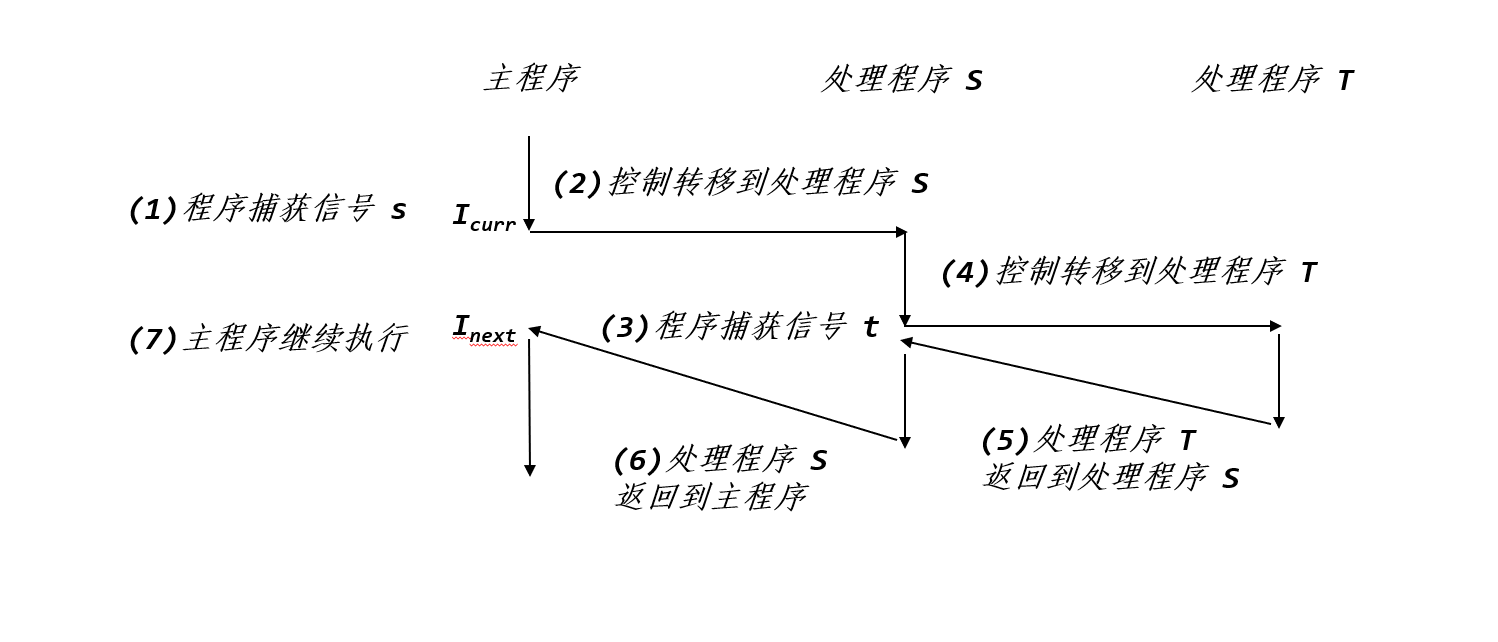 主程序
处理程序 S
处理程序 T
(1)程序捕获信号 s
Icurr
(2)控制转移到处理程序 S
(4)控制转移到处理程序 T
(7)主程序继续执行
Inext
(3)程序捕获信号 t
(6)处理程序 S
返回到主程序
(5)处理程序 T
返回到处理程序 S